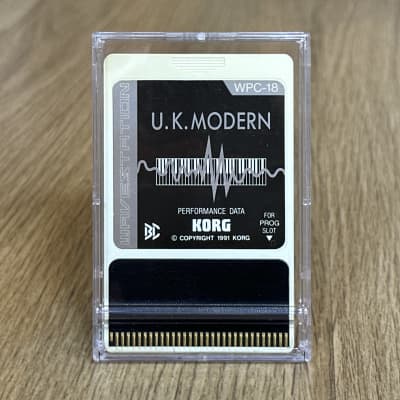 WPC-18
WAVESTATION
U.K.MODERN
PERFORMANCE DATA
KORG
© COPYRIGHT 1991 KORG
FOR
PROG
SLOT